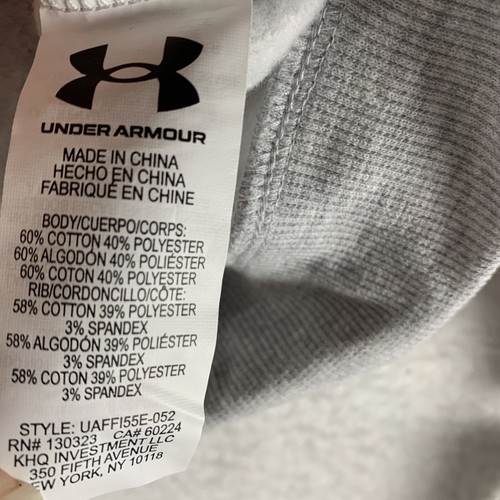 UNDER ARMOUR
MADE IN CHINA
HECHO EN CHINA
FABRIQUÉ EN CHINE
BODY/CUERPO/CORPS:
60% COTTON 40% POLYESTER
60% ALGODÓN 40% POLIÉSTER
60% COTON 40% POLYESTER
RIB/CORDONCILLO/CÔTE:
58% COTTON 39% POLYESTER
3% SPANDEX
58% ALGODÓN 39% POLIÉSTER
3% SPANDEX
58% COTON 39% POLYESTER
3% SPANDEX
STYLE: UAFFI55E-052
RN# 130323 CA# 60224
KHQ INVESTMENT LLC
350 FIFTH AVENUE
NEW YORK, NY 10118